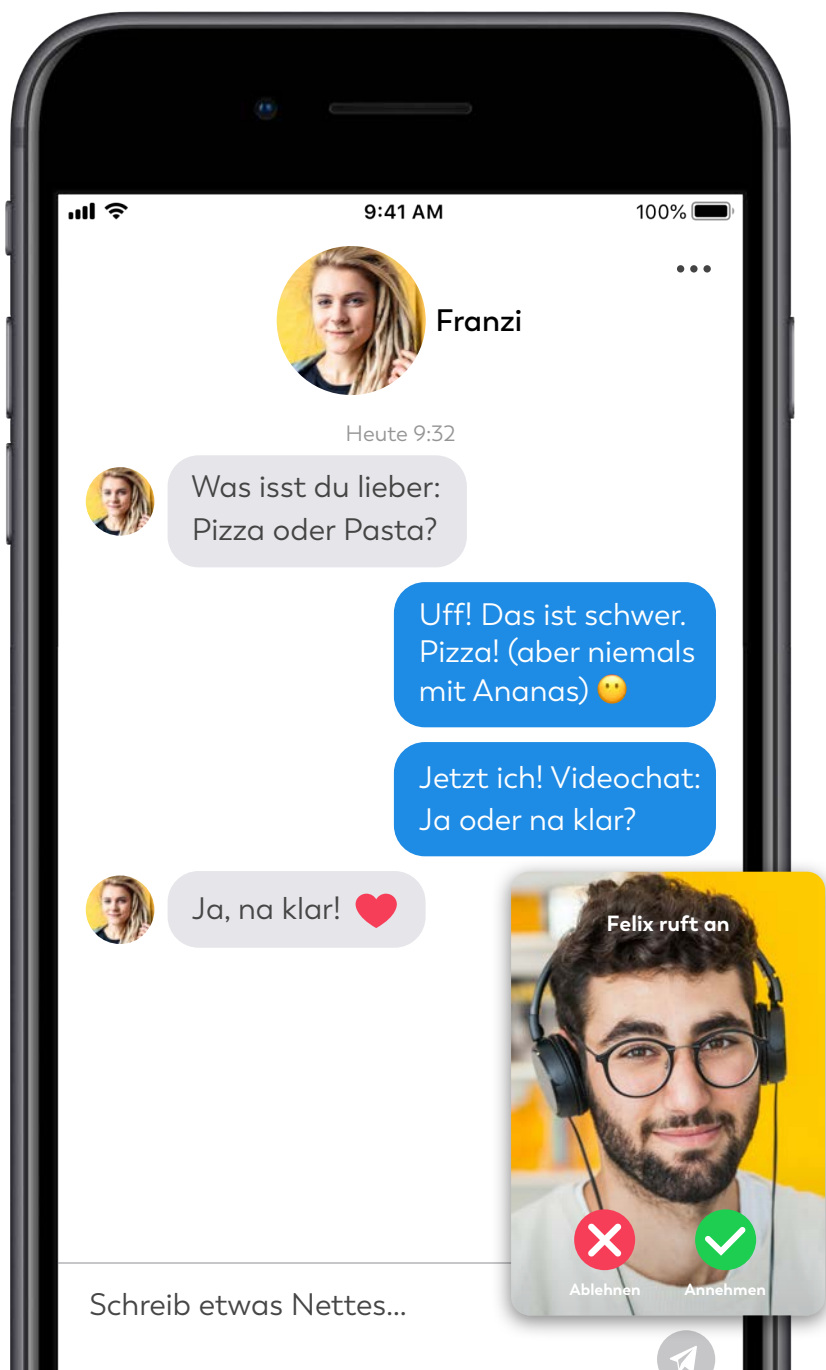 9:41 AM
100%
Franzi
Heute 9:32
Was isst du lieber:
Pizza oder Pasta?
Uff! Das ist schwer.
Pizza! (aber niemals
mit Ananas) 😶
Jetzt ich! Videochat:
Ja oder na klar?
Ja, na klar! ❤️
Felix ruft an
Ablehnen
Annehmen
Schreib etwas Nettes...